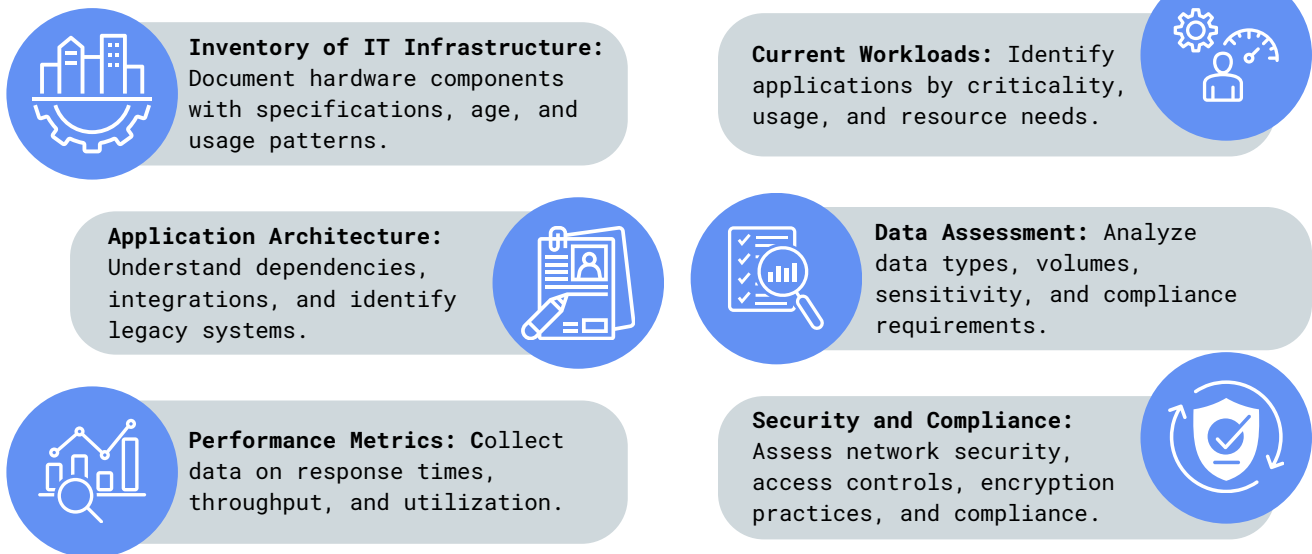 Inventory of IT Infrastructure:
Document hardware components
with specifications, age, and
usage patterns.
Current Workloads: Identify
applications by criticality,
usage, and resource needs.
Application Architecture:
Understand dependencies,
integrations, and identify
legacy systems.
Data Assessment: Analyze
data types, volumes,
sensitivity, and compliance
requirements.
Performance Metrics: Collect
data on response times,
throughput, and utilization.
Security and Compliance:
Assess network security,
access controls, encryption
practices, and compliance.